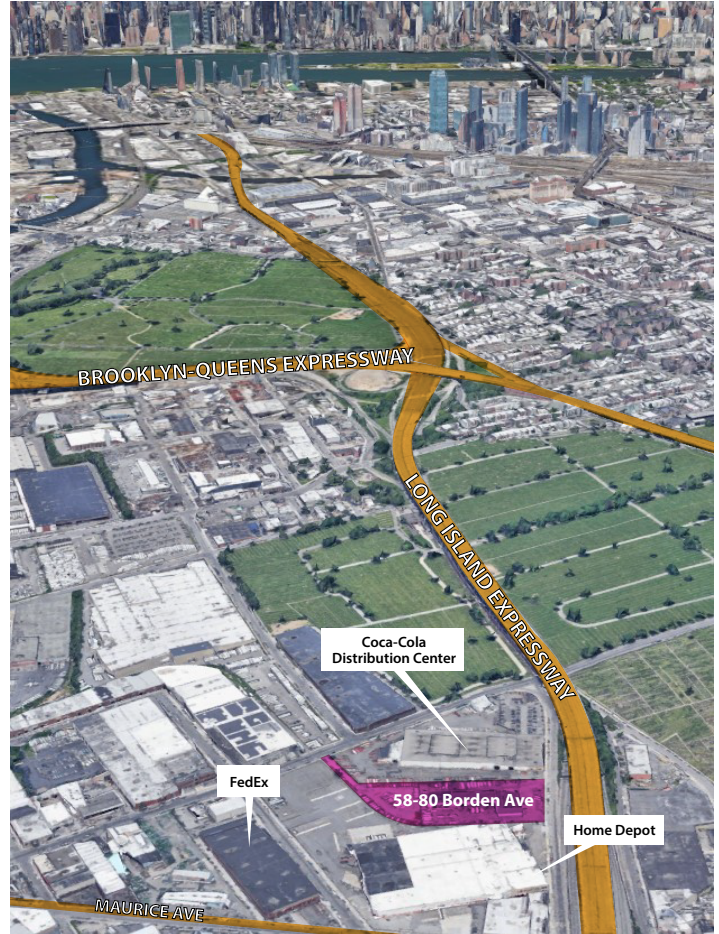 BROOKLYN-QUEENS EXPRESSWAY
LONG ISLAND EXPRESSWAY
Coca-Cola
Distribution Center
FedEx
58-80 Borden Ave
Home Depot
MAURICE AVE